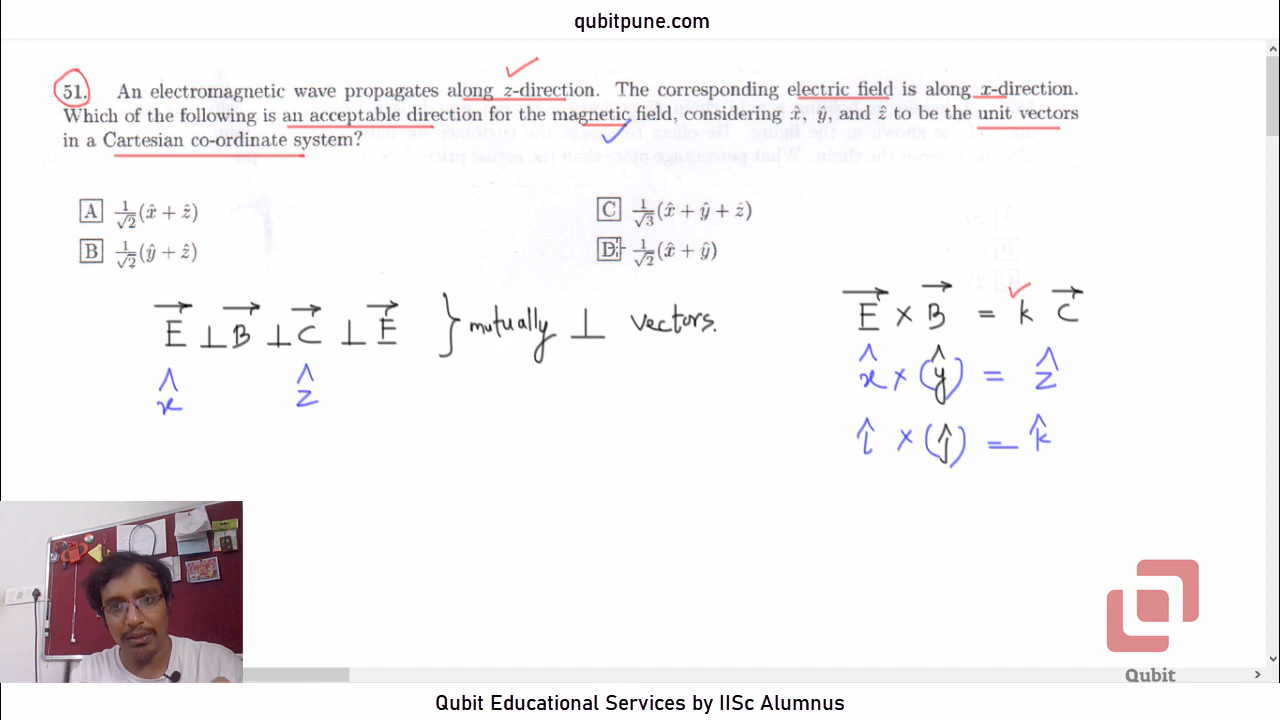 qubitpune.com
51. An electromagnetic wave propagates along z-direction. The corresponding electric field is along x-direction.
Which of the following is an acceptable direction for the magnetic field, considering x̂, ŷ, and ẑ to be the unit vectors
in a Cartesian co-ordinate system?
A 1/√2(x̂ + ẑ)
C 1/√3(x̂ + ŷ + ẑ)
B 1/√2(ŷ + ẑ)
D 1/√2(x̂ + ŷ)
E⃗ ⊥ B⃗ ⊥ C⃗ ⊥ E⃗ } mutually ⊥ vectors.
x̂ ẑ
E⃗ × B⃗ = k C⃗
x̂ × (ŷ) = ẑ
î × (ĵ) = k̂
Qubit
Qubit Educational Services by IISc Alumnus